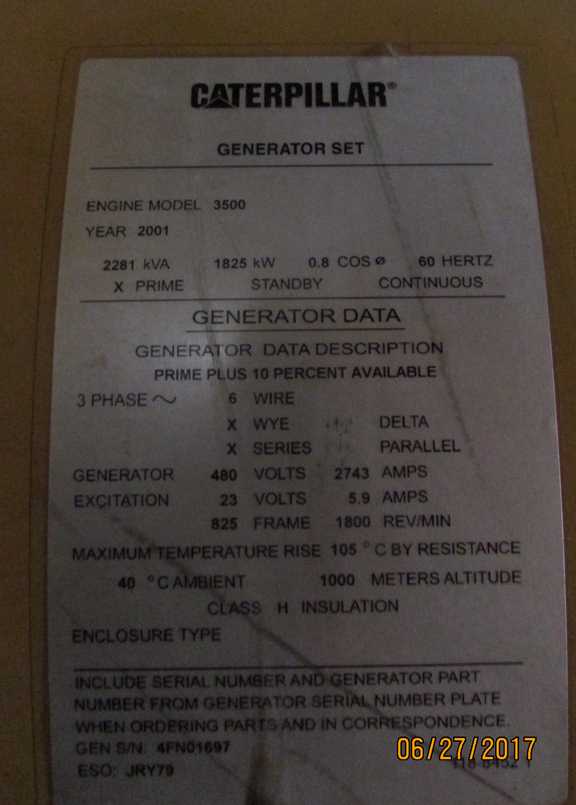 CATERPILLAR®
GENERATOR SET
ENGINE MODEL 3500
YEAR 2001
2281 kVA 1825 kW 0.8 COS ø 60 HERTZ
X PRIME STANDBY CONTINUOUS
GENERATOR DATA
GENERATOR DATA DESCRIPTION
PRIME PLUS 10 PERCENT AVAILABLE
3 PHASE ~ 6 WIRE
X WYE DELTA
X SERIES PARALLEL
GENERATOR 480 VOLTS 2743 AMPS
EXCITATION 23 VOLTS 5.9 AMPS
825 FRAME 1800 REV/MIN
MAXIMUM TEMPERATURE RISE 105 °C BY RESISTANCE
40 °C AMBIENT 1000 METERS ALTITUDE
CLASS H INSULATION
ENCLOSURE TYPE
INCLUDE SERIAL NUMBER AND GENERATOR PART
NUMBER FROM GENERATOR SERIAL NUMBER PLATE
WHEN ORDERING PARTS AND IN CORRESPONDENCE.
GEN S/N: 4FN01697
ESO: JRY79
06/27/2017